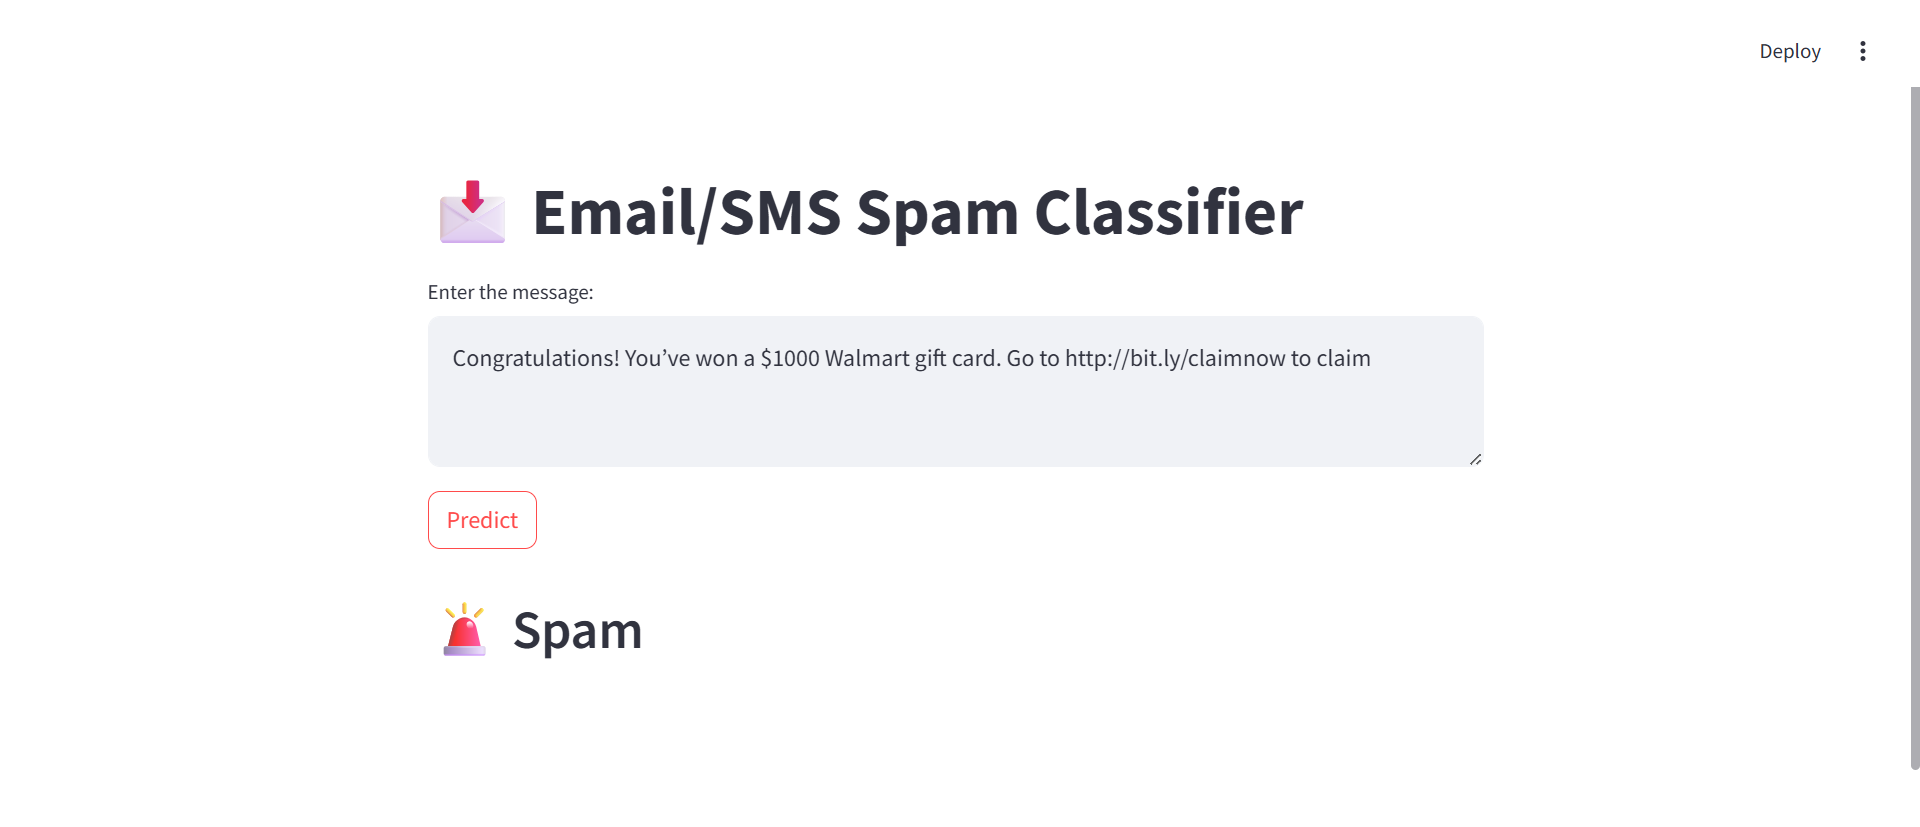 Deploy
Email/SMS Spam Classifier
Enter the message:
Congratulations! You’ve won a $1000 Walmart gift card. Go to http://bit.ly/claimnow to claim
Predict
Spam